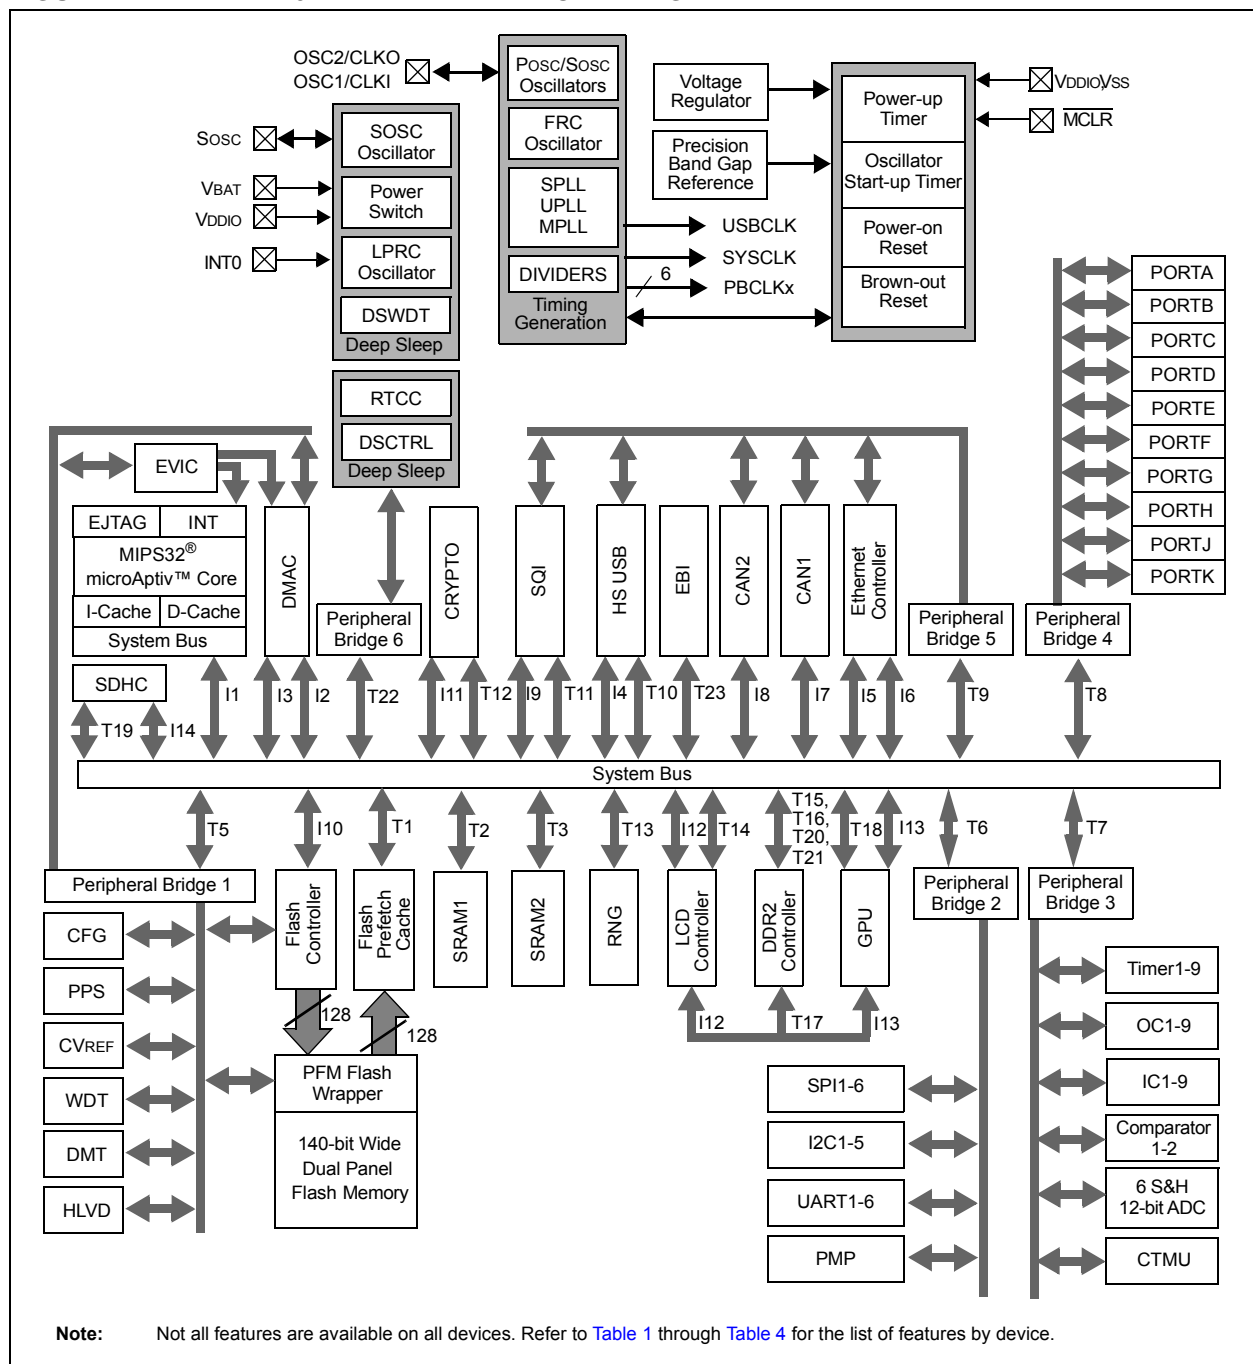 OSC2/CLKO
OSC1/CLKI
POSC/SOSC
Oscillators
FRC
Oscillator
SPLL
UPLL
MPLL
DIVIDERS
Timing
Generation
USBCLK
SYSCLK
6
PBCLKx
Voltage
Regulator
Precision
Band Gap
Reference
Power-up
Timer
Oscillator
Start-up Timer
Power-on
Reset
Brown-out
Reset
VDDIO,VSS
MCLR
SOSC
VBAT
VDDIO
INT0
SOSC
Oscillator
Power
Switch
LPRC
Oscillator
DSWDT
Deep Sleep
RTCC
DSCTRL
Deep Sleep
PORTA
PORTB
PORTC
PORTD
PORTE
PORTF
PORTG
PORTH
PORTJ
PORTK
EVIC
EJTAG
INT
MIPS32®
microAptiv™ Core
I-Cache
D-Cache
System Bus
SDHC
DMAC
Peripheral
Bridge 6
CRYPTO
SQI
HS USB
EBI
CAN2
CAN1
Ethernet
Controller
Peripheral
Bridge 5
Peripheral
Bridge 4
T19
I14
I1
I3
I2
T22
I11
T12
I9
T11
I4
T10
T23
I8
I7
I5
I6
T9
T8
System Bus
T5
I10
T1
T2
T3
T13
I12
T14
T15,
T16,
T20,
T21
T18
I13
T6
T7
Peripheral Bridge 1
Flash
Controller
Flash
Prefetch
Cache
SRAM1
SRAM2
RNG
LCD
Controller
DDR2
Controller
GPU
Peripheral
Bridge 2
Peripheral
Bridge 3
CFG
PPS
CVREF
WDT
DMT
HLVD
128
128
PFM Flash
Wrapper
140-bit Wide
Dual Panel
Flash Memory
I12
T17
I13
SPI1-6
I2C1-5
UART1-6
PMP
Timer1-9
OC1-9
IC1-9
Comparator
1-2
6 S&H
12-bit ADC
CTMU
Note: Not all features are available on all devices. Refer to Table 1 through Table 4 for the list of features by device.